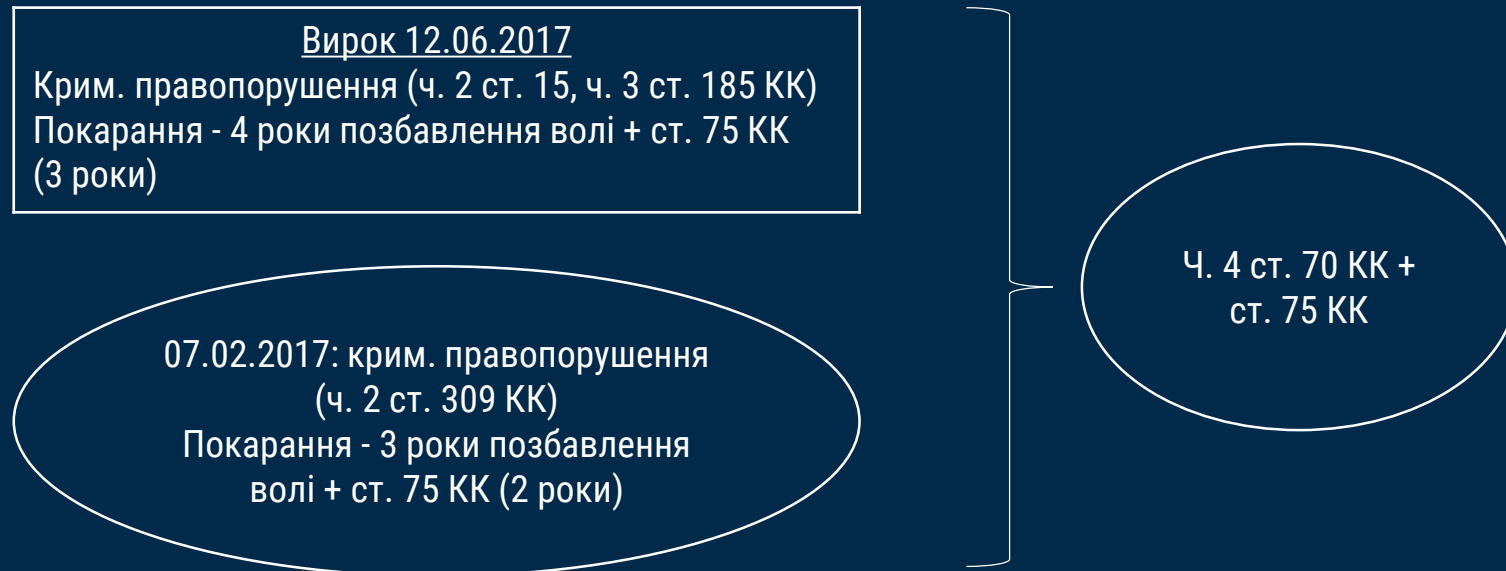 Вирок 12.06.2017
Крим. правопорушення (ч. 2 ст. 15, ч. 3 ст. 185 КК)
Покарання - 4 роки позбавлення волі + ст. 75 КК
(3 роки)
07.02.2017: крим. правопорушення
(ч. 2 ст. 309 КК)
Покарання - 3 роки позбавлення
волі + ст. 75 КК (2 роки)
Ч. 4 ст. 70 КК +
ст. 75 КК